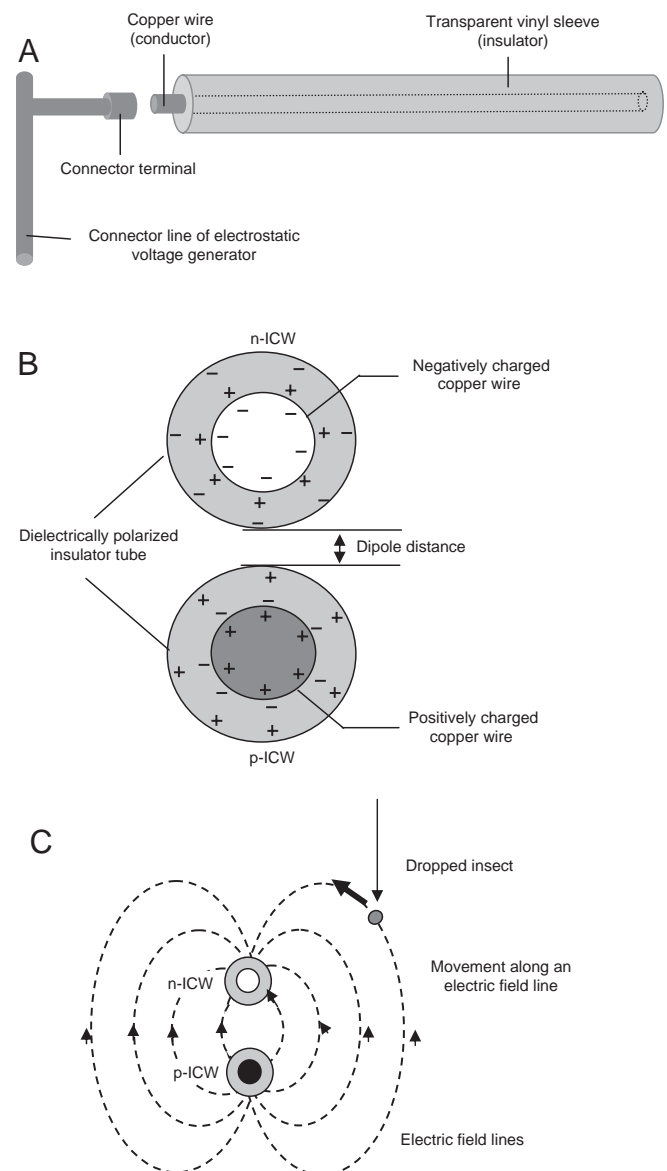 A
Copper wire
(conductor)
Transparent vinyl sleeve
(insulator)
Connector terminal
Connector line of electrostatic
voltage generator
B
n-ICW
Negatively charged
copper wire
Dielectrically polarized
insulator tube
Dipole distance
Positively charged
copper wire
p-ICW
C
Dropped insect
Movement along an
electric field line
n-ICW
p-ICW
Electric field lines